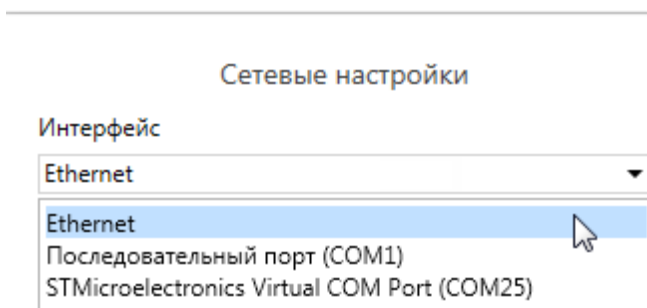 Сетевые настройки
Интерфейс
Ethernet
Ethernet
Последовательный порт (COM1)
STMicroelectronics Virtual COM Port (COM25)